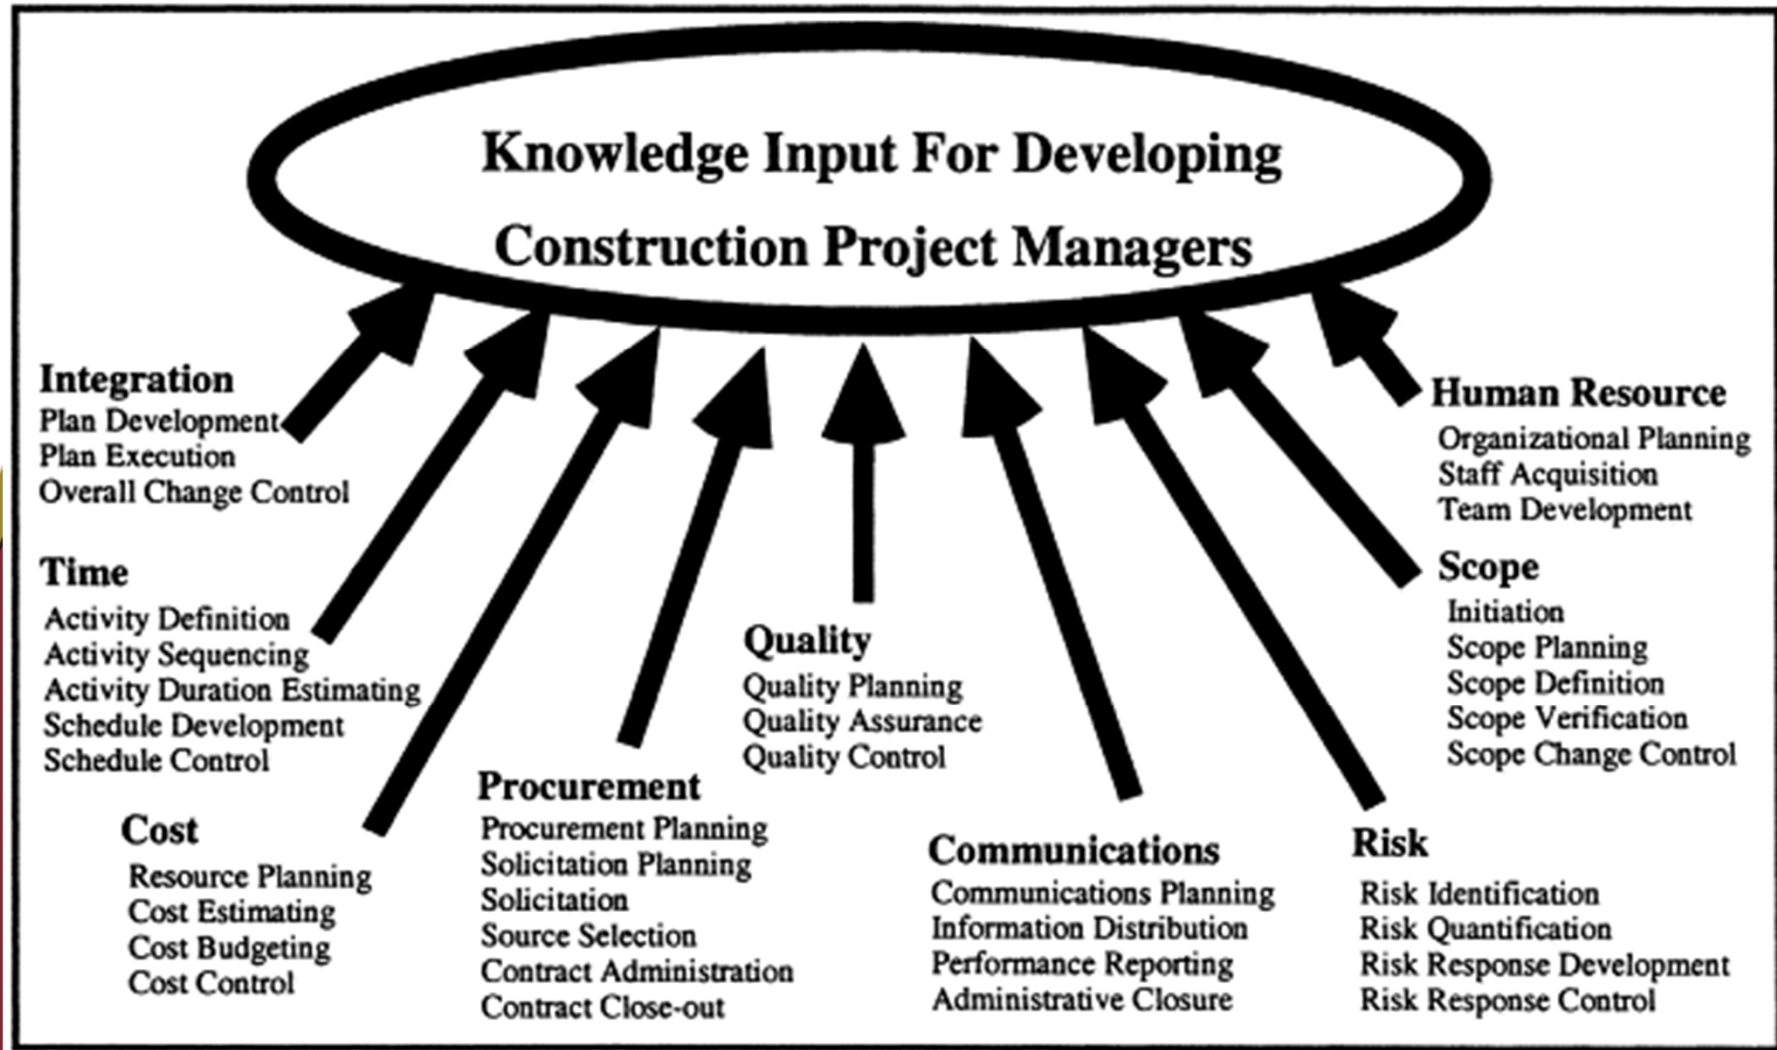 Knowledge Input For Developing
Construction Project Managers
Integration
Plan Development
Plan Execution
Overall Change Control
Time
Activity Definition
Activity Sequencing
Activity Duration Estimating
Schedule Development
Schedule Control
Cost
Resource Planning
Cost Estimating
Cost Budgeting
Cost Control
Procurement
Procurement Planning
Solicitation Planning
Solicitation
Source Selection
Contract Administration
Contract Close-out
Quality
Quality Planning
Quality Assurance
Quality Control
Communications
Communications Planning
Information Distribution
Performance Reporting
Administrative Closure
Risk
Risk Identification
Risk Quantification
Risk Response Development
Risk Response Control
Scope
Initiation
Scope Planning
Scope Definition
Scope Verification
Scope Change Control
Human Resource
Organizational Planning
Staff Acquisition
Team Development